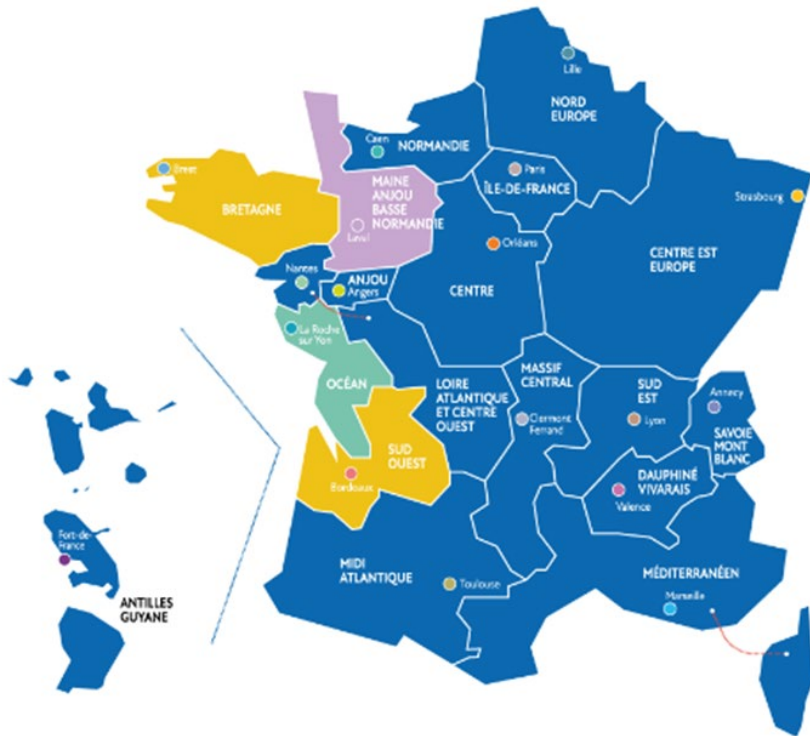 Lille
NORD
EUROPE
Caen
NORMANDIE
Paris
ÎLE-DE-FRANCE
Brest
BRETAGNE
MAINE
ANJOU
BASSE
NORMANDIE
Laval
Strasbourg
Orléans
CENTRE EST
EUROPE
Nantes
ANJOU
Angers
CENTRE
La Roche
sur Yon
OCÉAN
LOIRE
ATLANTIQUE
ET CENTRE
OUEST
MASSIF
CENTRAL
Clermont
Ferrand
SUD
EST
Lyon
Annecy
SAVOIE
MONT
BLANC
SUD
OUEST
Bordeaux
DAUPHINÉ
VIVARAIS
Valence
MIDI
ATLANTIQUE
Toulouse
MÉDITERRANÉEN
Marseille
Fort-de-
France
ANTILLES
GUYANE